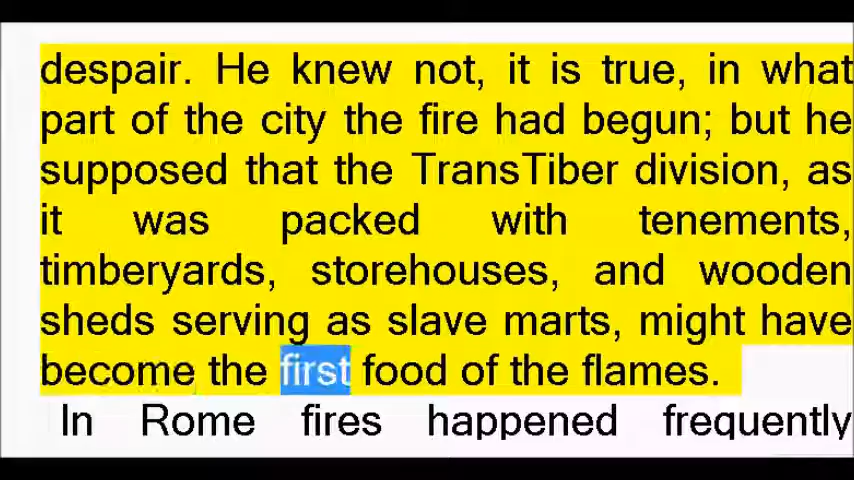 despair. He knew not, it is true, in what
part of the city the fire had begun; but he
supposed that the TransTiber division, as
it was packed with tenements,
timberyards, storehouses, and wooden
sheds serving as slave marts, might have
become the first food of the flames.
In Rome fires happened frequently